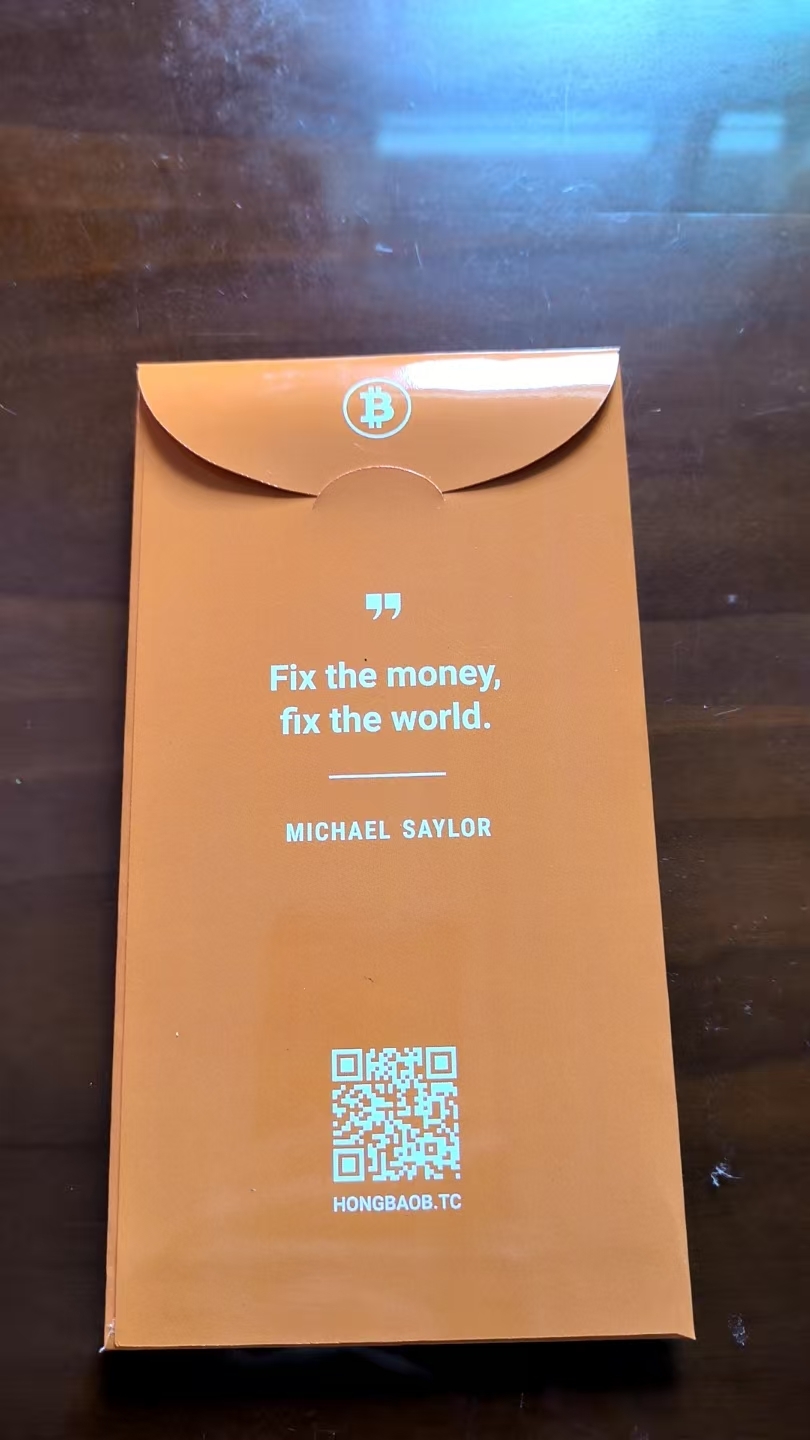 ₿
”
Fix the money,
fix the world.
MICHAEL SAYLOR
HONGBAOB.TC